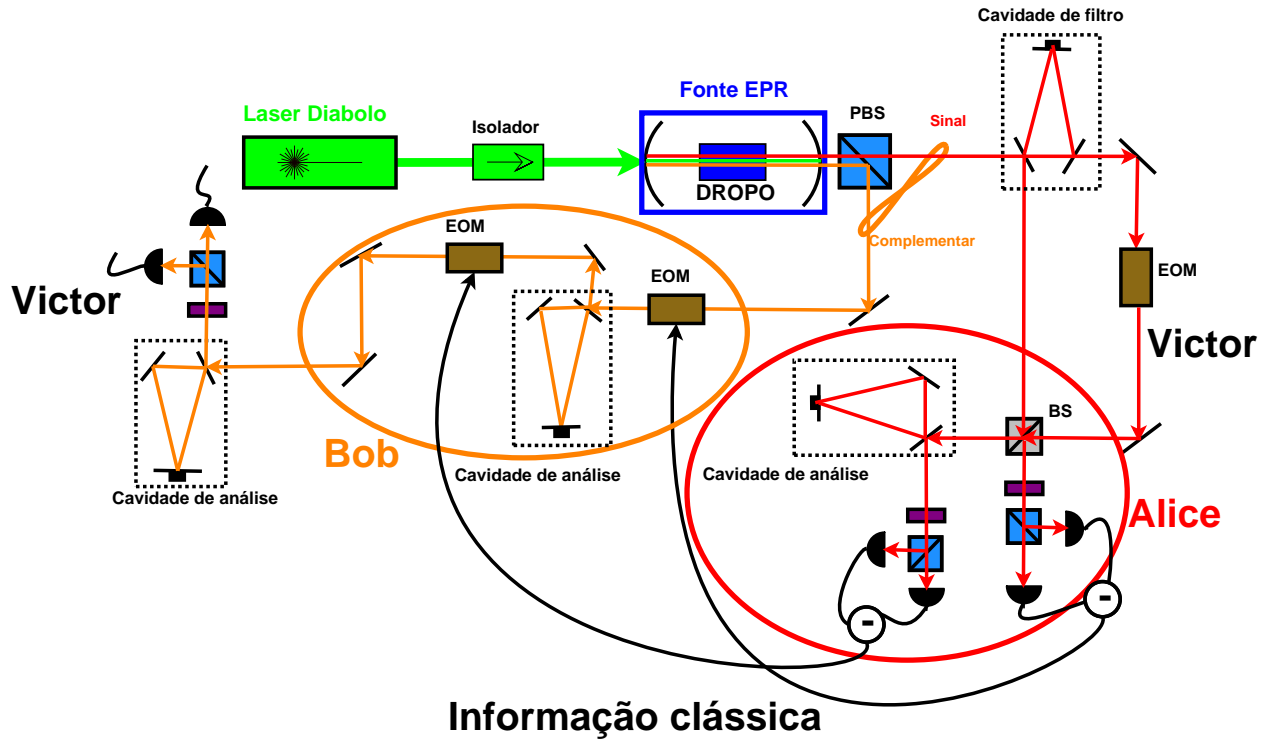 Cavidade de filtro
Laser Diabolo
Isolador
Fonte EPR
PBS
Sinal
DROPO
Complementar
EOM
EOM
EOM
Victor
Victor
BS
Bob
Cavidade de análise
Cavidade de análise
Cavidade de análise
Alice
-
-
Informação clássica